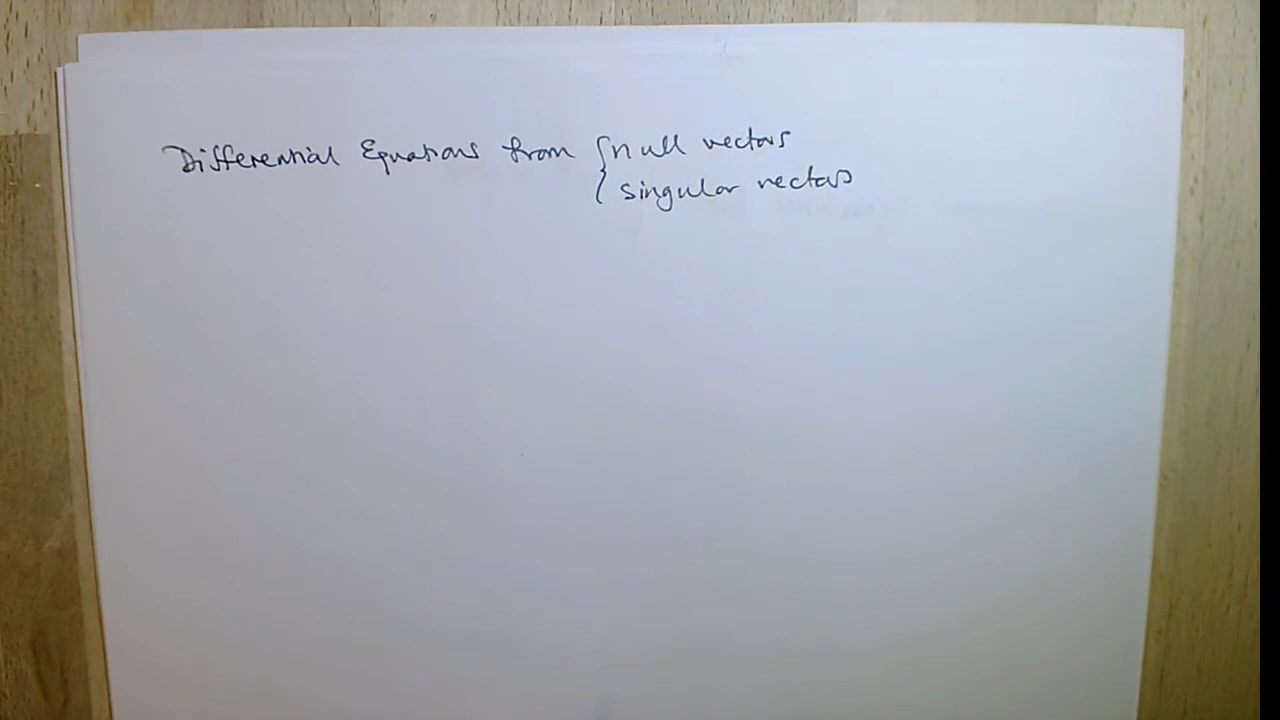 Differential Equations from { null vectors
singular vectors